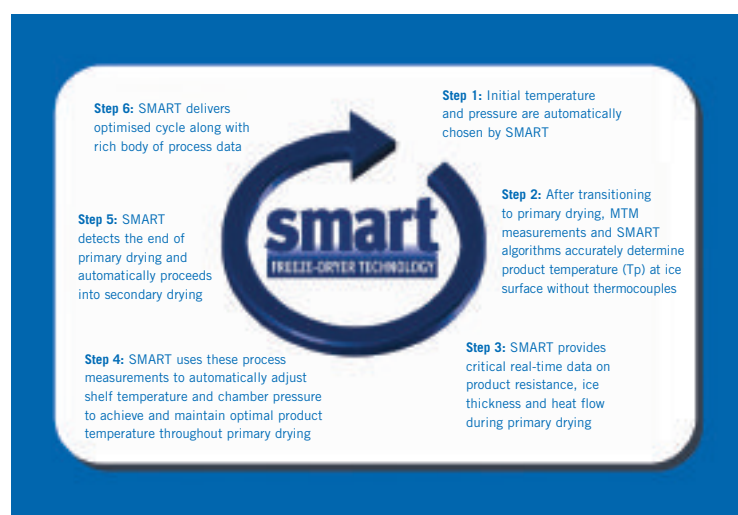 Step 1: Initial temperature
and pressure are automatically
chosen by SMART
Step 2: After transitioning
to primary drying, MTM
measurements and SMART
algorithms accurately determine
product temperature (Tp) at ice
surface without thermocouples
Step 3: SMART provides
critical real-time data on
product resistance, ice
thickness and heat flow
during primary drying
Step 4: SMART uses these process
measurements to automatically adjust
shelf temperature and chamber pressure
to achieve and maintain optimal product
temperature throughout primary drying
Step 5: SMART
detects the end of
primary drying and
automatically proceeds
into secondary drying
Step 6: SMART delivers
optimised cycle along with
rich body of process data
smart
FREEZE-DRYER TECHNOLOGY